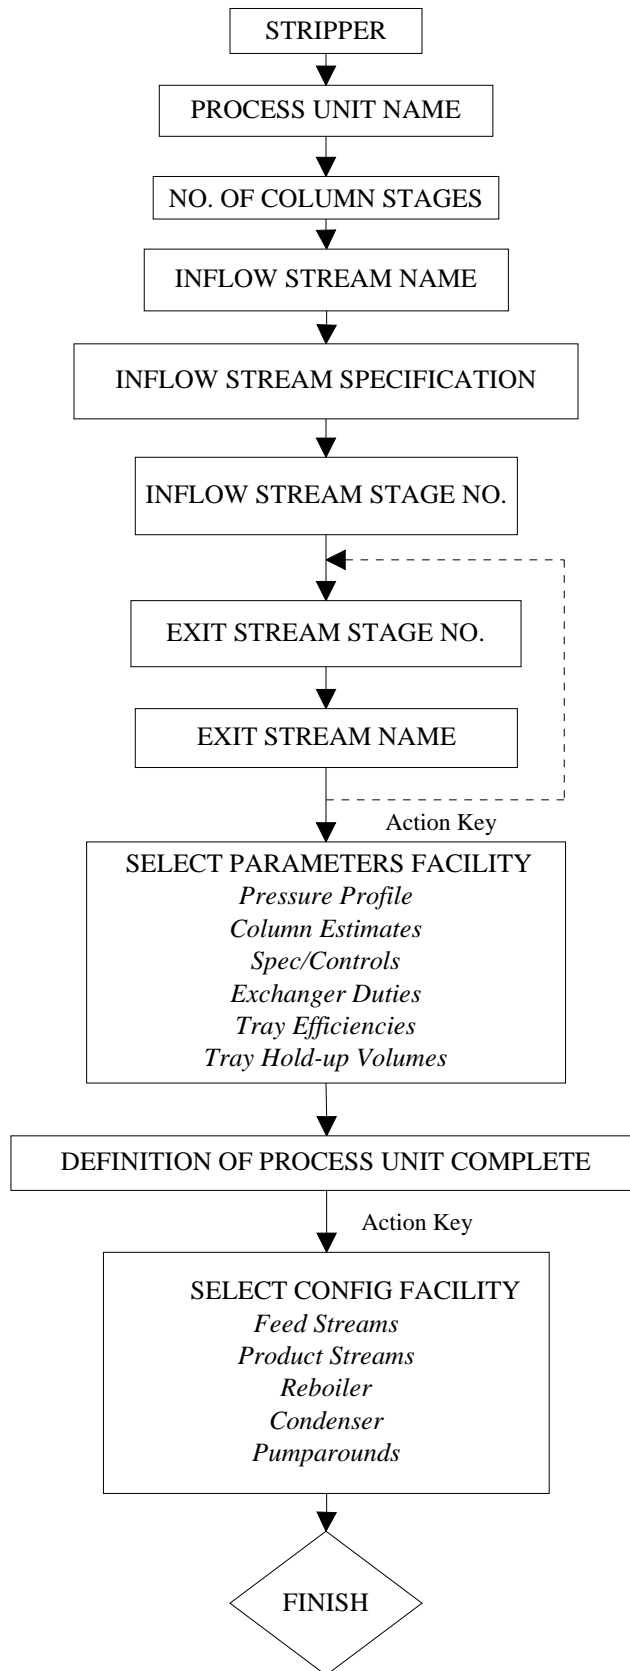 STRIPPER
PROCESS UNIT NAME
NO. OF COLUMN STAGES
INFLOW STREAM NAME
INFLOW STREAM SPECIFICATION
INFLOW STREAM STAGE NO.
EXIT STREAM STAGE NO.
EXIT STREAM NAME
Action Key
SELECT PARAMETERS FACILITY
Pressure Profile
Column Estimates
Spec/Controls
Exchanger Duties
Tray Efficiencies
Tray Hold-up Volumes
DEFINITION OF PROCESS UNIT COMPLETE
Action Key
SELECT CONFIG FACILITY
Feed Streams
Product Streams
Reboiler
Condenser
Pumparounds
FINISH